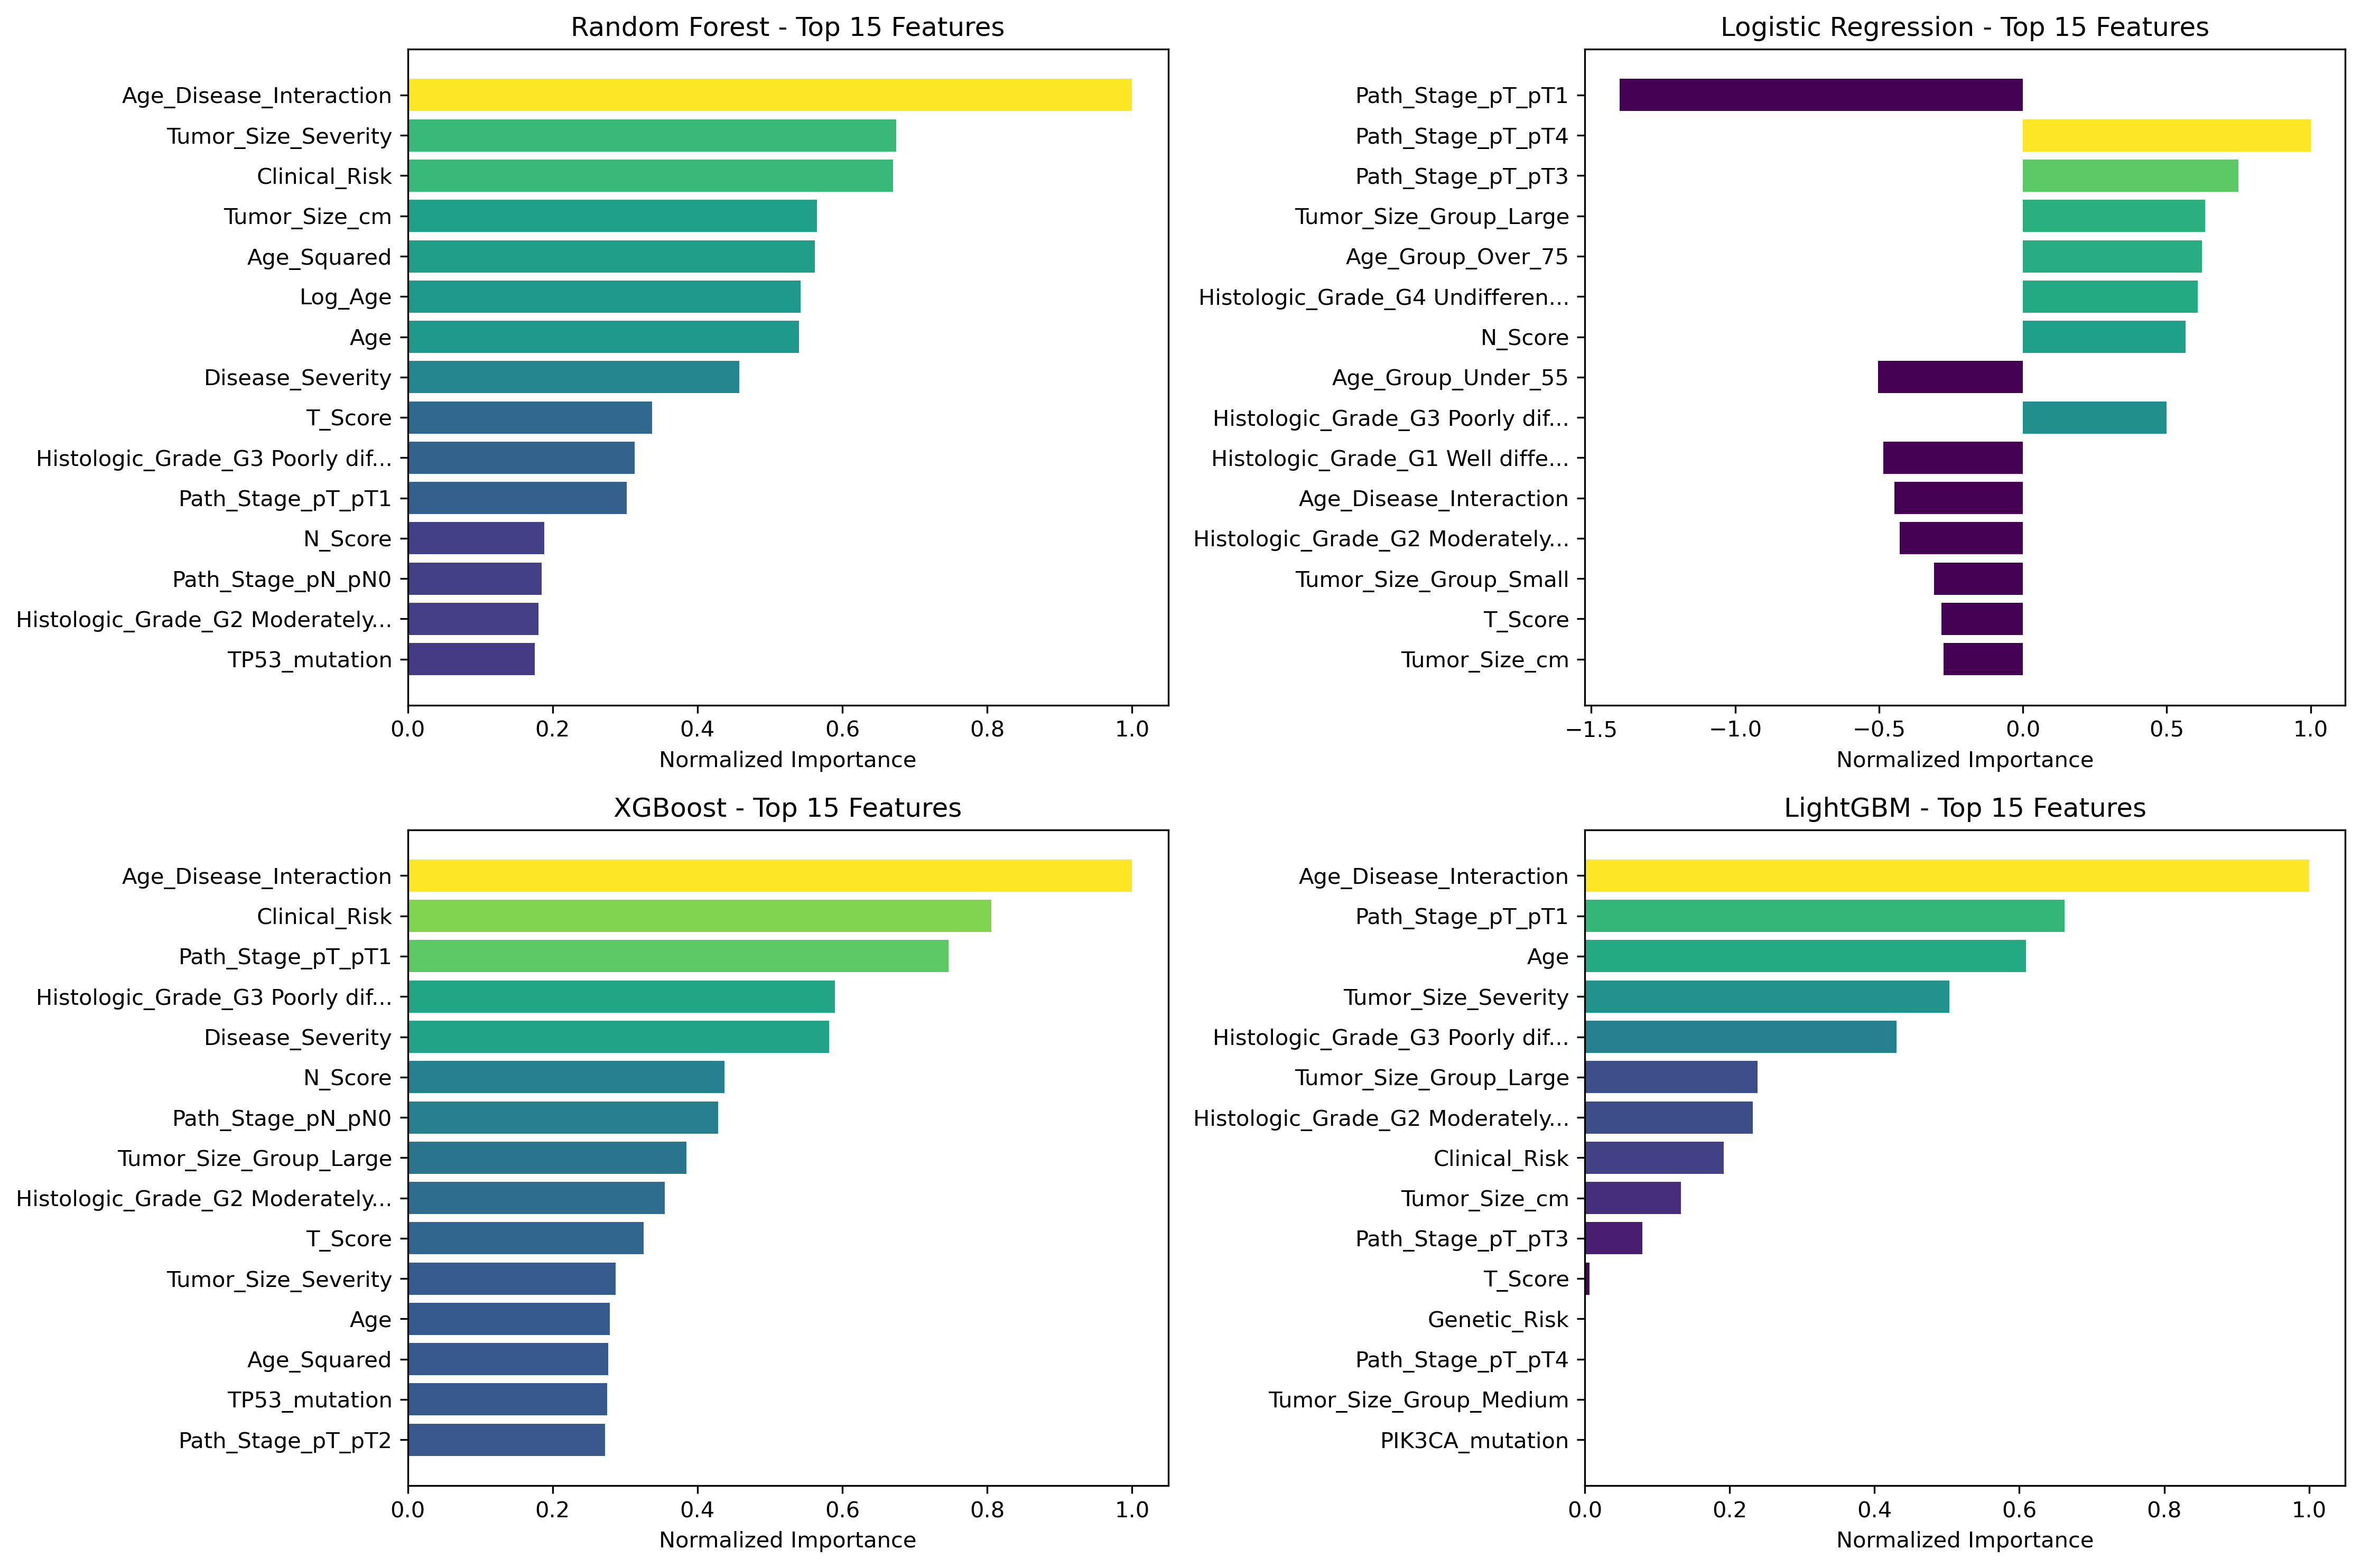 Random Forest - Top 15 Features
Age_Disease_Interaction
Tumor_Size_Severity
Clinical_Risk
Tumor_Size_cm
Age_Squared
Log_Age
Age
Disease_Severity
T_Score
Histologic_Grade_G3 Poorly dif...
Path_Stage_pT_pT1
N_Score
Path_Stage_pN_pN0
Histologic_Grade_G2 Moderately...
TP53_mutation
0.0 0.2 0.4 0.6 0.8 1.0
Normalized Importance
Logistic Regression - Top 15 Features
Path_Stage_pT_pT1
Path_Stage_pT_pT4
Path_Stage_pT_pT3
Tumor_Size_Group_Large
Age_Group_Over_75
Histologic_Grade_G4 Undifferen...
N_Score
Age_Group_Under_55
Histologic_Grade_G3 Poorly dif...
Histologic_Grade_G1 Well diffe...
Age_Disease_Interaction
Histologic_Grade_G2 Moderately...
Tumor_Size_Group_Small
T_Score
Tumor_Size_cm
−1.5 −1.0 −0.5 0.0 0.5 1.0
Normalized Importance
XGBoost - Top 15 Features
Age_Disease_Interaction
Clinical_Risk
Path_Stage_pT_pT1
Histologic_Grade_G3 Poorly dif...
Disease_Severity
N_Score
Path_Stage_pN_pN0
Tumor_Size_Group_Large
Histologic_Grade_G2 Moderately...
T_Score
Tumor_Size_Severity
Age
Age_Squared
TP53_mutation
Path_Stage_pT_pT2
0.0 0.2 0.4 0.6 0.8 1.0
Normalized Importance
LightGBM - Top 15 Features
Age_Disease_Interaction
Path_Stage_pT_pT1
Age
Tumor_Size_Severity
Histologic_Grade_G3 Poorly dif...
Tumor_Size_Group_Large
Histologic_Grade_G2 Moderately...
Clinical_Risk
Tumor_Size_cm
Path_Stage_pT_pT3
T_Score
Genetic_Risk
Path_Stage_pT_pT4
Tumor_Size_Group_Medium
PIK3CA_mutation
0.0 0.2 0.4 0.6 0.8 1.0
Normalized Importance